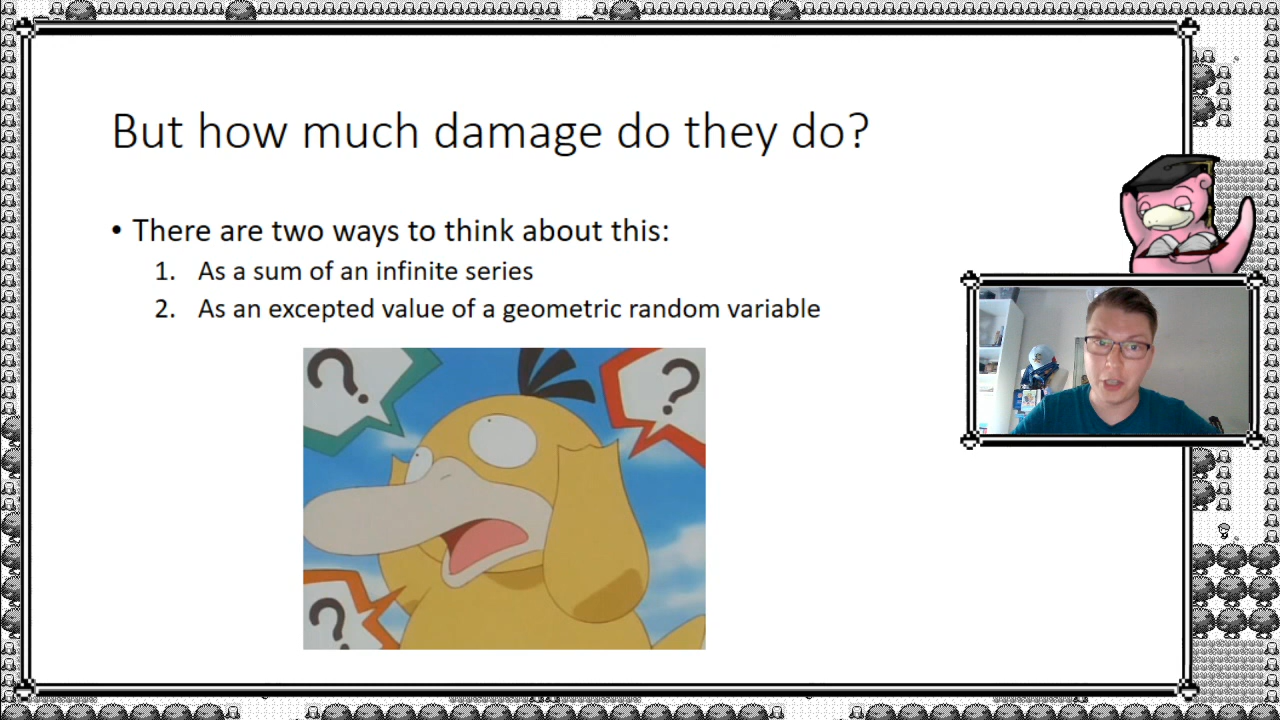 But how much damage do they do?
• There are two ways to think about this:
1. As a sum of an infinite series
2. As an excepted value of a geometric random variable
? ?
?